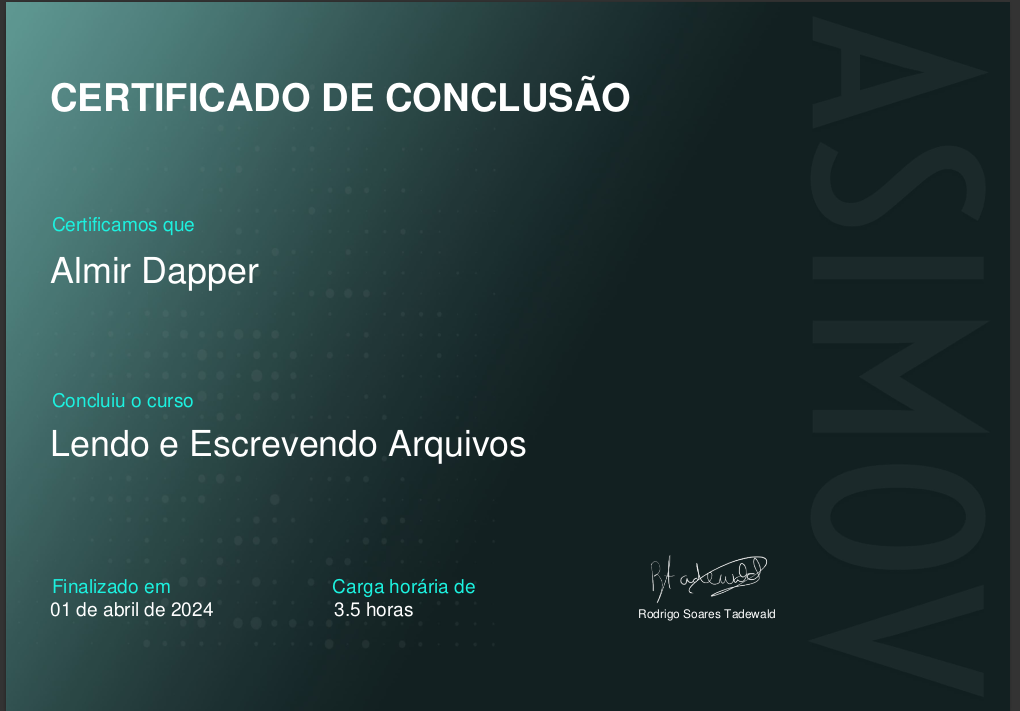 CERTIFICADO DE CONCLUSÃO
Certificamos que
Almir Dapper
Concluiu o curso
Lendo e Escrevendo Arquivos
Finalizado em
01 de abril de 2024
Carga horária de
3.5 horas
Rodrigo Soares Tadewald
ASIMOV